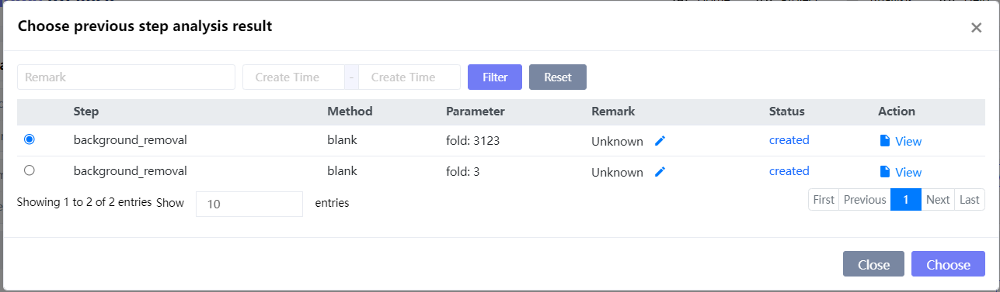 Choose previous step analysis result ×
Remark Create Time - Create Time Filter Reset
Step Method Parameter Remark Status Action
background_removal blank fold: 3123 Unknown created View
background_removal blank fold: 3 Unknown created View
Showing 1 to 2 of 2 entries Show 10 entries First Previous 1 Next Last
Close Choose